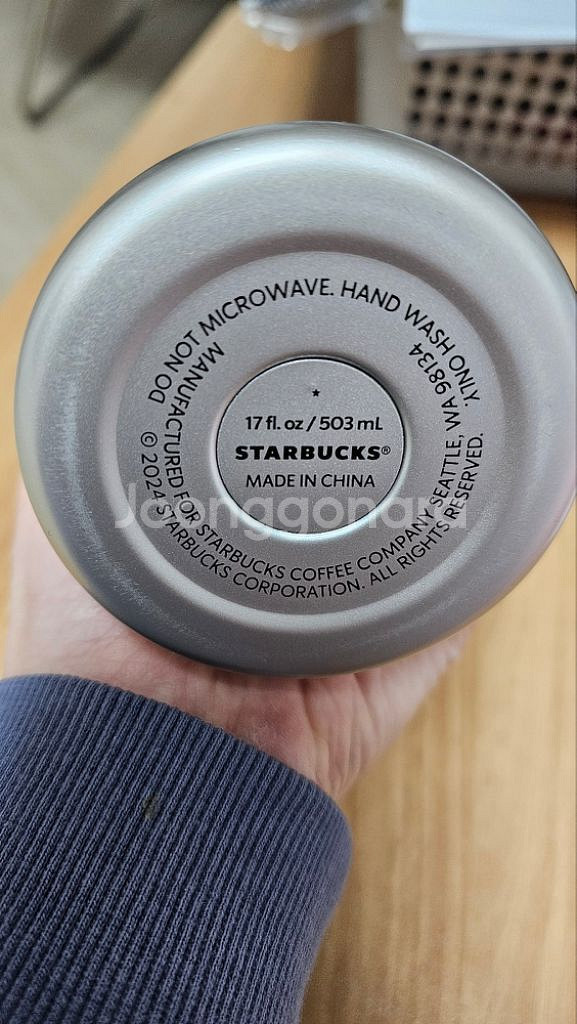 DO NOT MICROWAVE. HAND WASH ONLY.
MANUFACTURED FOR STARBUCKS COFFEE COMPANY SEATTLE, WA 98134
© 2024 STARBUCKS CORPORATION. ALL RIGHTS RESERVED.
17 fl. oz / 503 mL
STARBUCKS®
MADE IN CHINA
Joonggonara